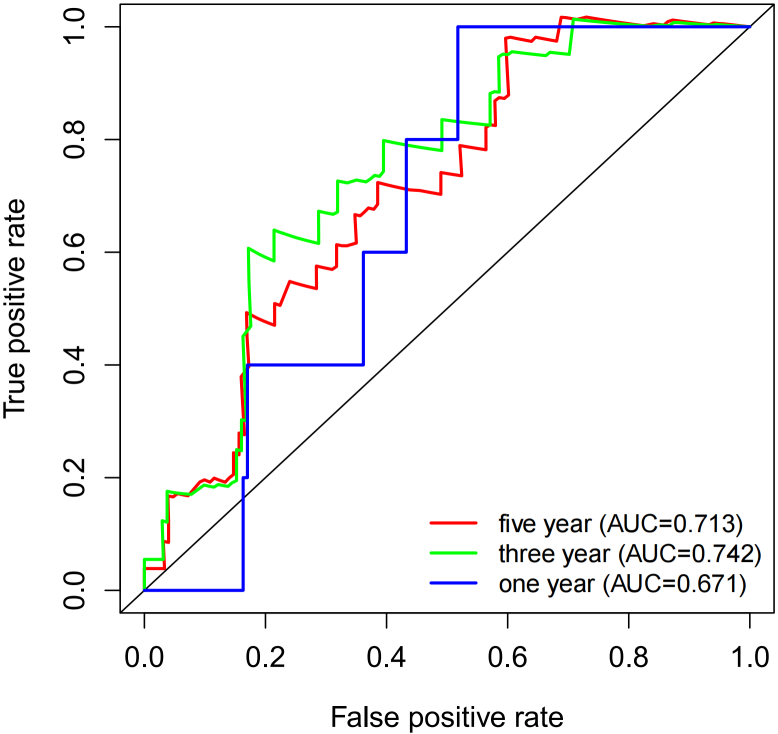 True positive rate
1.0
0.8
0.6
0.4
0.2
0.0
five year (AUC=0.713)
three year (AUC=0.742)
one year (AUC=0.671)
0.0 0.2 0.4 0.6 0.8 1.0
False positive rate